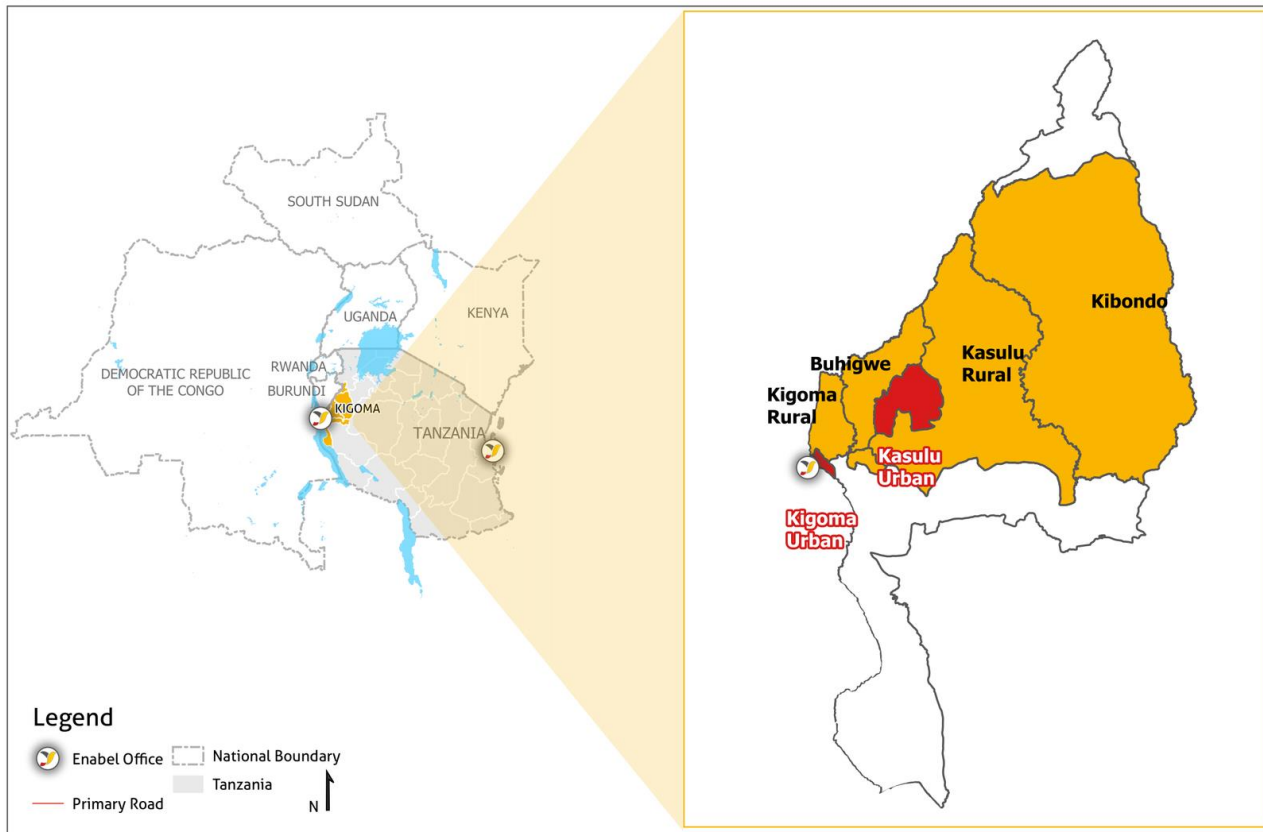 SOUTH SUDAN
UGANDA
KENYA
DEMOCRATIC REPUBLIC
OF THE CONGO
RWANDA
BURUNDI
KIGOMA
TANZANIA
Legend
Enabel Office
National Boundary
Tanzania
Primary Road
N
Kibondo
Kasulu
Rural
Buhigwe
Kigoma
Rural
Kasulu
Urban
Kigoma
Urban